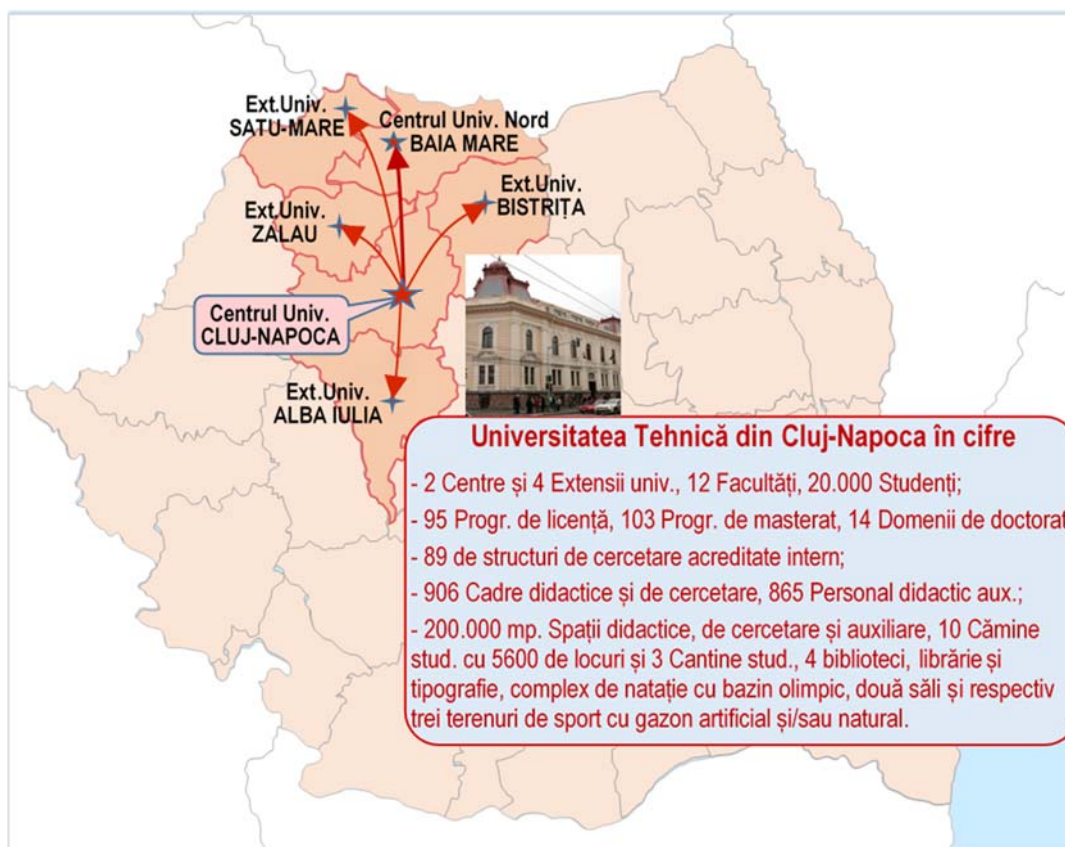 Ext.Univ.
SATU-MARE
Centrul Univ. Nord
BAIA MARE
Ext.Univ.
BISTRIȚA
Ext.Univ.
ZALAU
Centrul Univ.
CLUJ-NAPOCA
Ext.Univ.
ALBA IULIA
Universitatea Tehnică din Cluj-Napoca în cifre
- 2 Centre și 4 Extensii univ., 12 Facultăți, 20.000 Studenți;
- 95 Progr. de licență, 103 Progr. de masterat, 14 Domenii de doctorat
- 89 de structuri de cercetare acreditate intern;
- 906 Cadre didactice și de cercetare, 865 Personal didactic aux.;
- 200.000 mp. Spații didactice, de cercetare și auxiliare, 10 Cămine
stud. cu 5600 de locuri și 3 Cantine stud., 4 biblioteci, librărie și
tipografie, complex de natație cu bazin olimpic, două săli și respectiv
trei terenuri de sport cu gazon artificial și/sau natural.